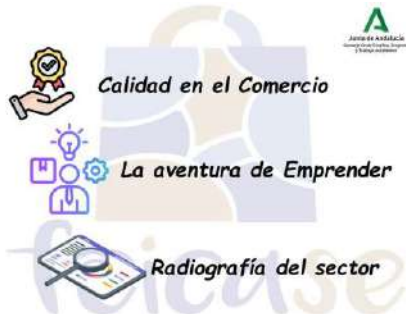 Junta de Andalucía
Calidad en el Comercio
La aventura de Emprender
Radiografía del sector
feicase